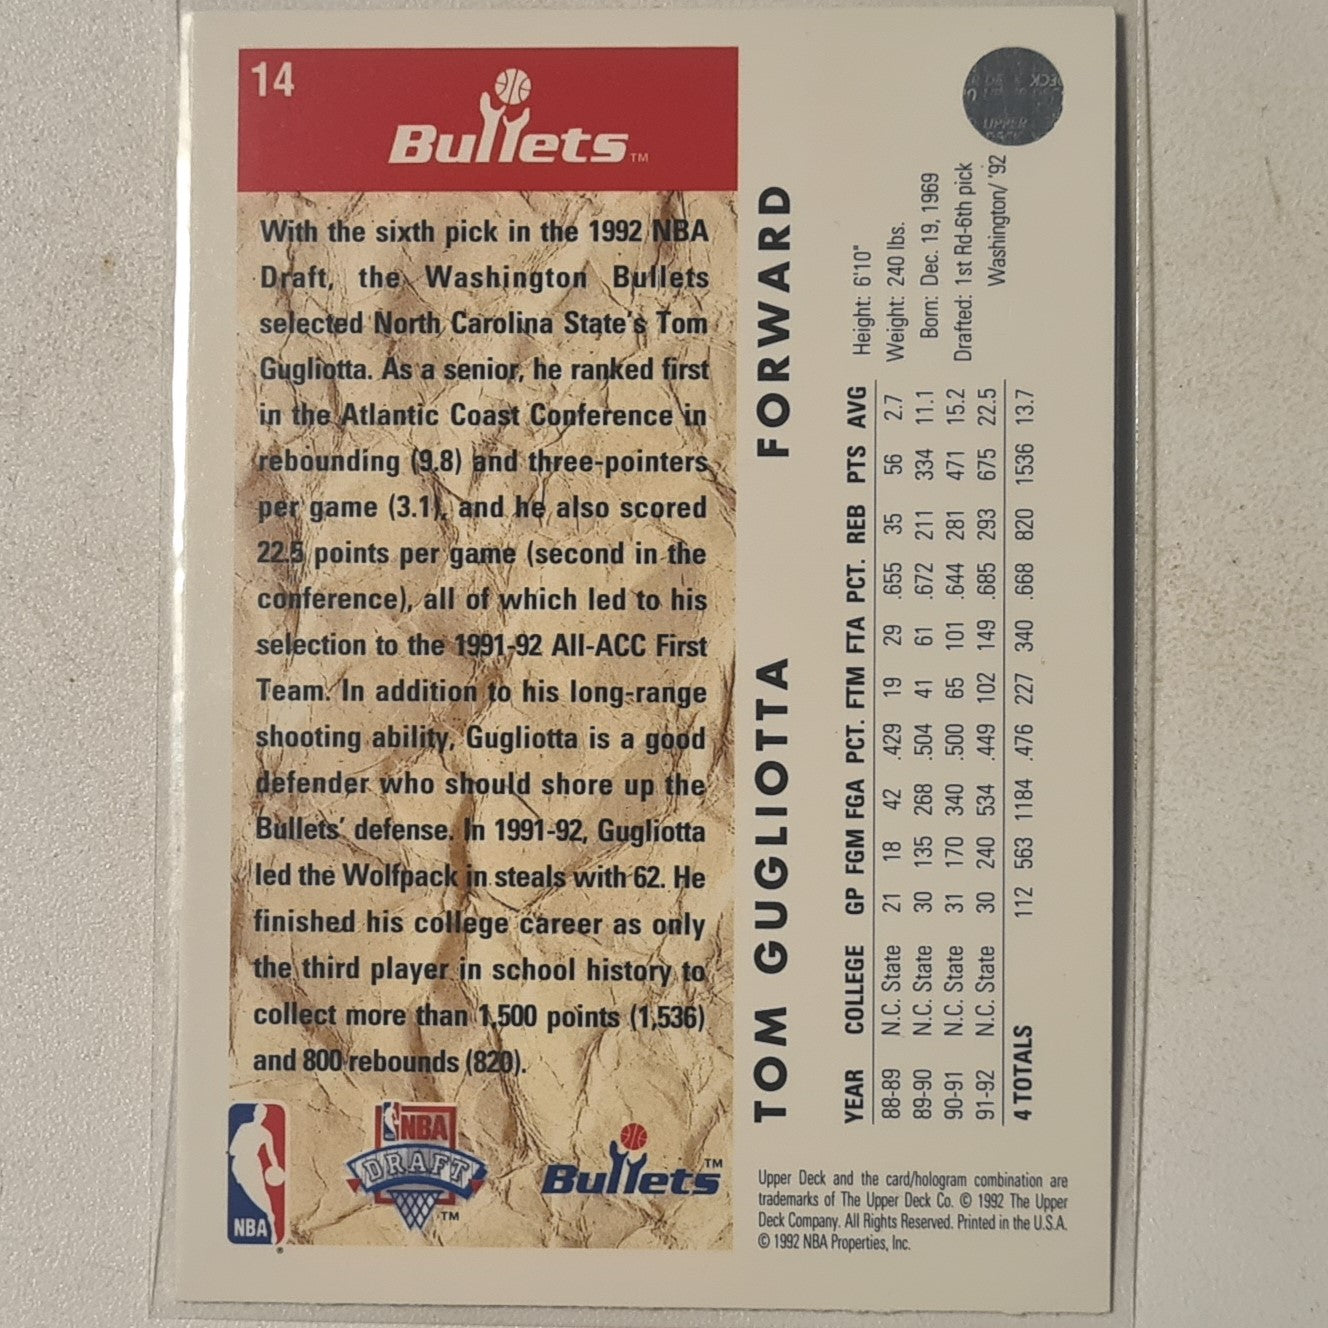 14
Bullets TM
With the sixth pick in the 1992 NBA
Draft, the Washington Bullets
selected North Carolina State's Tom
Gugliotta. As a senior, he ranked first
in the Atlantic Coast Conference in
rebounding (9.8) and three-pointers
per game (3.1), and he also scored
22.5 points per game (second in the
conference), all of which led to his
selection to the 1991-92 All-ACC First
Team. In addition to his long-range
shooting ability, Gugliotta is a good
defender who should shore up the
Bullets' defense. In 1991-92, Gugliotta
led the Wolfpack in steals with 62. He
finished his college career as only
the third player in school history to
collect more than 1,500 points (1,536)
and 800 rebounds (820).
NBA ®
NBA
DRAFT TM
Bullets TM
TOM GUGLIOTTA FORWARD
Height: 6'10"
Weight: 240 lbs.
Born: Dec. 19, 1969
Drafted: 1st Rd-6th pick
Washington/ '92
YEAR COLLEGE GP FGM FGA PCT. FTM FTA PCT. REB PTS AVG
88-89 N.C. State 21 18 42 .429 19 29 .655 35 56 2.7
89-90 N.C. State 30 135 268 .504 41 61 .672 211 334 11.1
90-91 N.C. State 31 170 340 .500 65 101 .644 281 471 15.2
91-92 N.C. State 30 240 534 .449 102 149 .685 293 675 22.5
4 TOTALS 112 563 1184 .476 227 340 .668 820 1536 13.7
Upper Deck and the card/hologram combination are
trademarks of The Upper Deck Co. © 1992 The Upper
Deck Company. All Rights Reserved. Printed in the U.S.A.
© 1992 NBA Properties, Inc.
UPPER
DECK